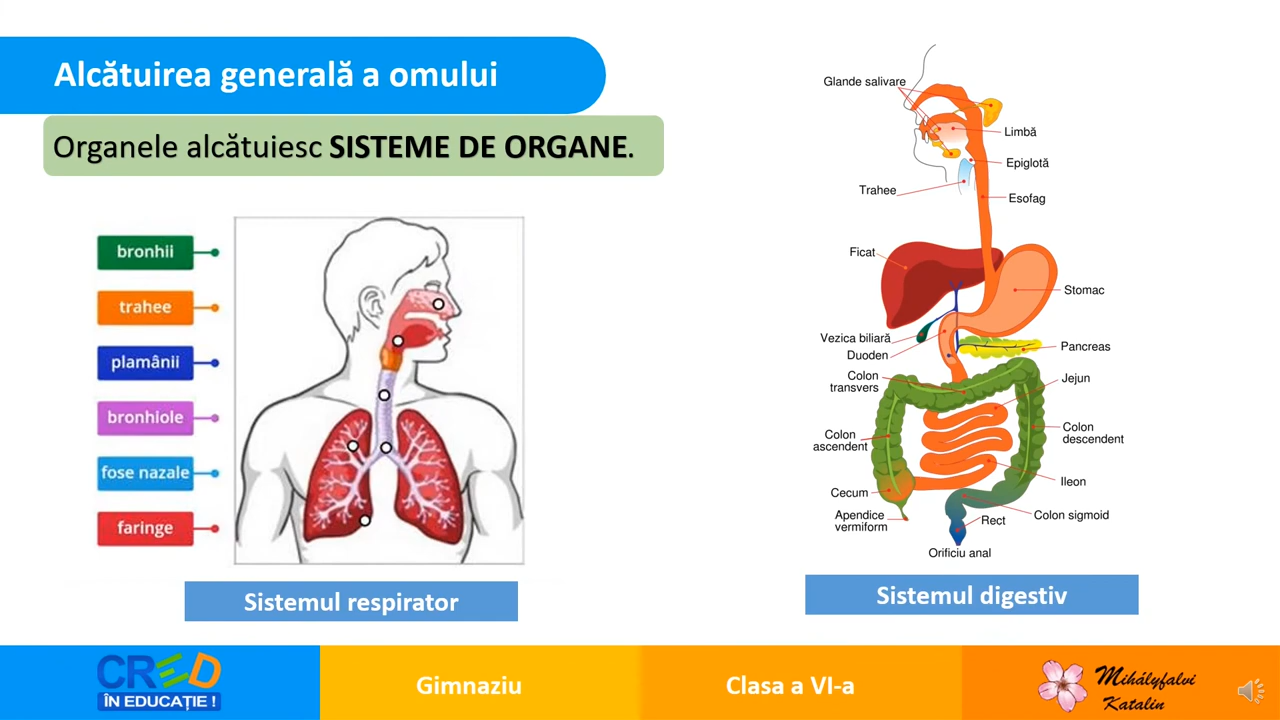 Alcătuirea generală a omului
Organele alcătuiesc SISTEME DE ORGANE.
bronhii
trahee
plamânii
bronhiole
fose nazale
faringe
Sistemul respirator
Glande salivare
Limbă
Epiglotă
Trahee
Esofag
Ficat
Stomac
Vezica biliară
Duoden
Pancreas
Colon
transvers
Jejun
Colon
ascendent
Colon
descendent
Cecum
Ileon
Apendice
vermiform
Rect
Colon sigmoid
Orificiu anal
Sistemul digestiv
CRED
ÎN EDUCAȚIE !
Gimnaziu
Clasa a VI-a
Mihályfalvi
Katalin